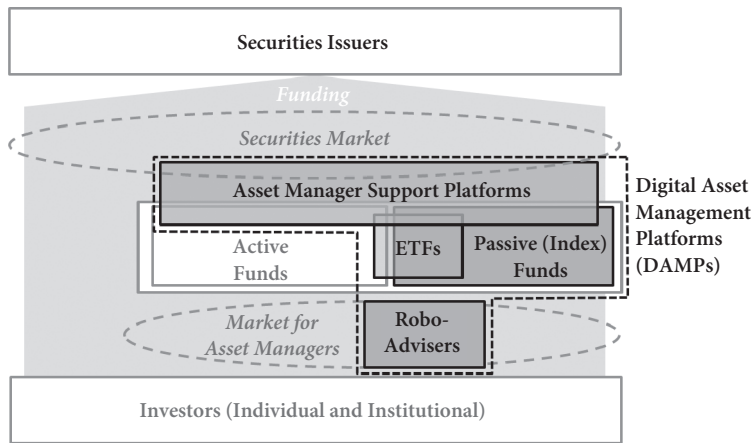 Securities Issuers
Funding
Securities Market
Asset Manager Support Platforms
Digital Asset
Management
Platforms
(DAMPs)
Active
Funds
ETFs
Passive (Index)
Funds
Market for
Asset Managers
Robo-
Advisers
Investors (Individual and Institutional)